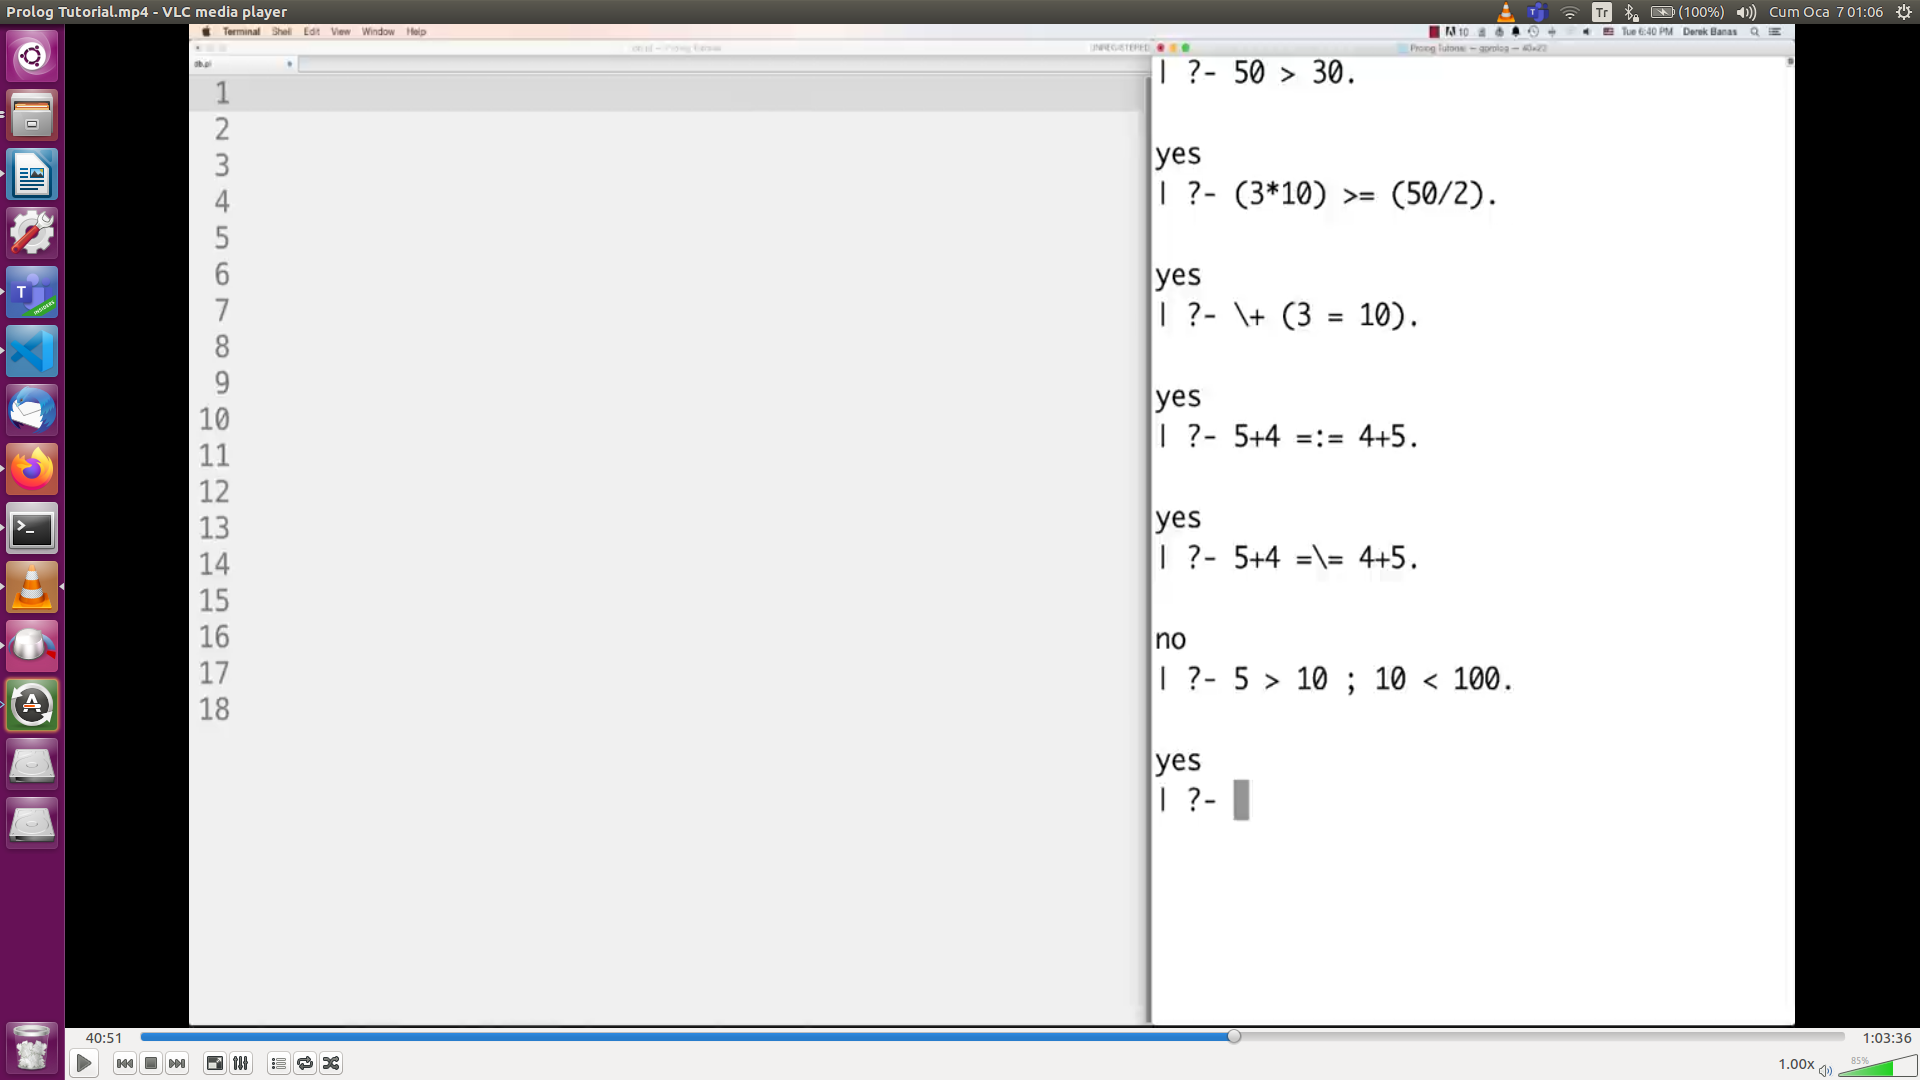 Prolog Tutorial.mp4 - VLC media player
Tr
(100%)
Cum Oca 7 01:06
Terminal Shell Edit View Window Help
10
Tue 6:40 PM Derek Banas
UNREGISTERED
Prolog Tutorial — gprolog — 40×22
db.pl
1
2
3
4
5
6
7
8
9
10
11
12
13
14
15
16
17
18
| ?- 50 > 30.
yes
| ?- (3*10) >= (50/2).
yes
| ?- \+ (3 = 10).
yes
| ?- 5+4 =:= 4+5.
yes
| ?- 5+4 =\= 4+5.
no
| ?- 5 > 10 ; 10 < 100.
yes
| ?-
40:51
1:03:36
1.00x
85%